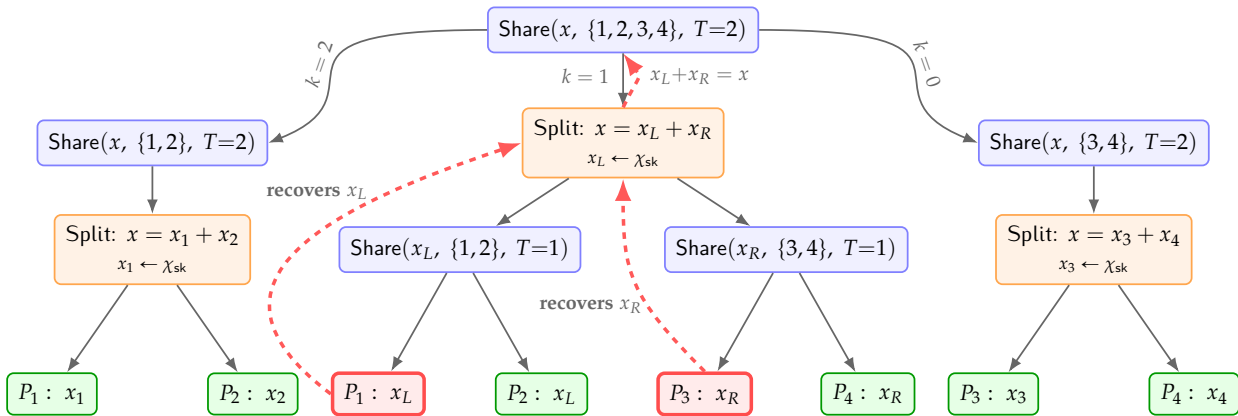 Share(x, {1,2,3,4}, T=2)
k = 2
k = 1
x_L+x_R = x
k=0
Share(x, {1,2}, T=2)
Split: x = x_L + x_R
x_L ← χ_sk
Share(x, {3,4}, T=2)
recovers x_L
Split: x = x_1 + x_2
x_1 ← χ_sk
Share(x_L, {1,2}, T=1)
Share(x_R, {3,4}, T=1)
Split: x = x_3 + x_4
x_3 ← χ_sk
recovers x_R
P_1 : x_1
P_2 : x_2
P_1 : x_L
P_2 : x_L
P_3 : x_R
P_4 : x_R
P_3 : x_3
P_4 : x_4